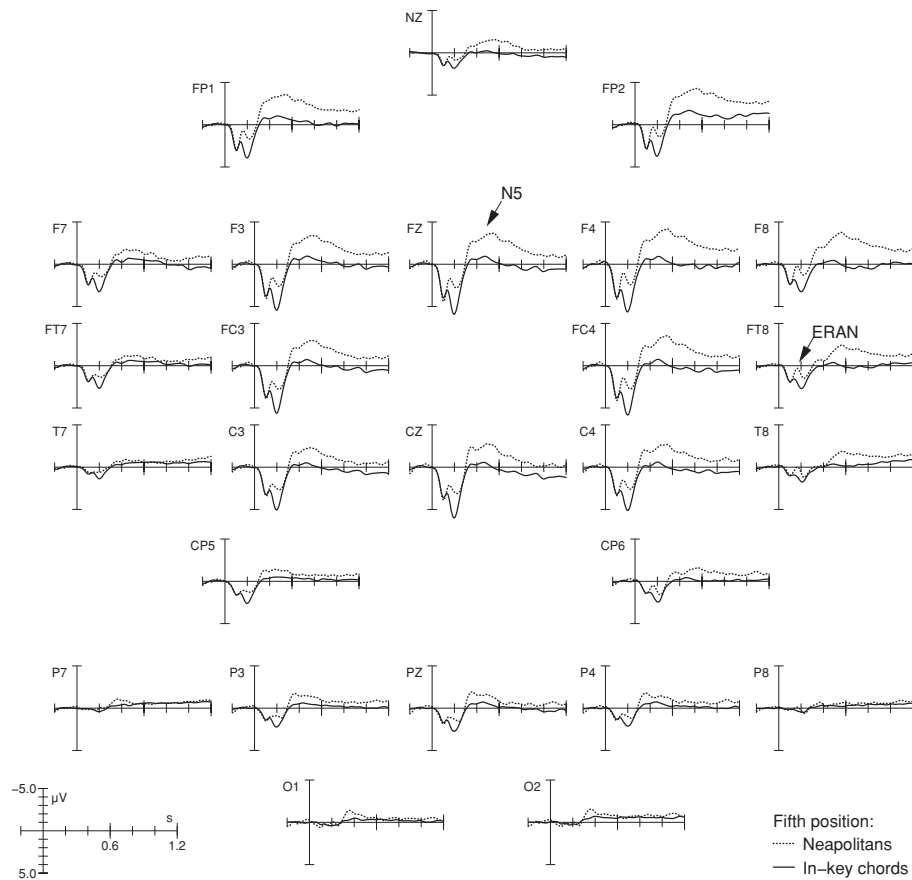 NZ
FP1
FP2
N5
F7
F3
FZ
F4
F8
FT7
FC3
FC4
FT8
ERAN
T7
C3
CZ
C4
T8
CP5
CP6
P7
P3
PZ
P4
P8
O1
O2
−5.0
μV
s
0.6
1.2
5.0
Fifth position:
Neapolitans
In−key chords